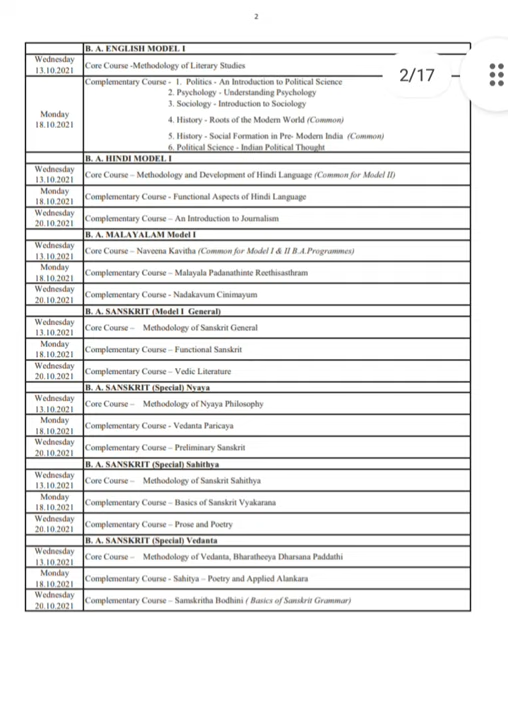 2
B. A. ENGLISH MODEL I
Wednesday
13.10.2021
Core Course -Methodology of Literary Studies
Monday
18.10.2021
Complementary Course - 1. Politics - An Introduction to Political Science
2. Psychology - Understanding Psychology
3. Sociology - Introduction to Sociology
4. History - Roots of the Modern World (Common)
5. History - Social Formation in Pre- Modern India (Common)
6. Political Science - Indian Political Thought
2/17
B. A. HINDI MODEL I
Wednesday
13.10.2021
Core Course – Methodology and Development of Hindi Language (Common for Model II)
Monday
18.10.2021
Complementary Course - Functional Aspects of Hindi Language
Wednesday
20.10.2021
Complementary Course – An Introduction to Journalism
B. A. MALAYALAM Model I
Wednesday
13.10.2021
Core Course – Naveena Kavitha (Common for Model I & II B.A.Programmes)
Monday
18.10.2021
Complementary Course – Malayala Padanathinte Reethisasthram
Wednesday
20.10.2021
Complementary Course - Nadakavum Cinimayum
B. A. SANSKRIT (Model I General)
Wednesday
13.10.2021
Core Course – Methodology of Sanskrit General
Monday
18.10.2021
Complementary Course – Functional Sanskrit
Wednesday
20.10.2021
Complementary Course – Vedic Literature
B. A. SANSKRIT (Special) Nyaya
Wednesday
13.10.2021
Core Course – Methodology of Nyaya Philosophy
Monday
18.10.2021
Complementary Course - Vedanta Paricaya
Wednesday
20.10.2021
Complementary Course – Preliminary Sanskrit
B. A. SANSKRIT (Special) Sahithya
Wednesday
13.10.2021
Core Course – Methodology of Sanskrit Sahithya
Monday
18.10.2021
Complementary Course – Basics of Sanskrit Vyakarana
Wednesday
20.10.2021
Complementary Course – Prose and Poetry
B. A. SANSKRIT (Special) Vedanta
Wednesday
13.10.2021
Core Course – Methodology of Vedanta, Bharatheeya Dharsana Paddathi
Monday
18.10.2021
Complementary Course - Sahitya – Poetry and Applied Alankara
Wednesday
20.10.2021
Complementary Course – Samskritha Bodhini ( Basics of Sanskrit Grammar)